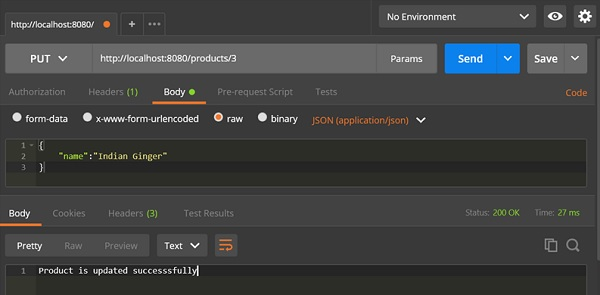 http://localhost:8080/ + ••• No Environment
PUT http://localhost:8080/products/3 Params Send Save
Authorization Headers (1) Body Pre-request Script Tests Code
form-data x-www-form-urlencoded raw binary JSON (application/json)
1 {
2 "name":"Indian Ginger"
3 }
Body Cookies Headers (3) Test Results Status: 200 OK Time: 27 ms
Pretty Raw Preview Text
1 Product is updated successsfully